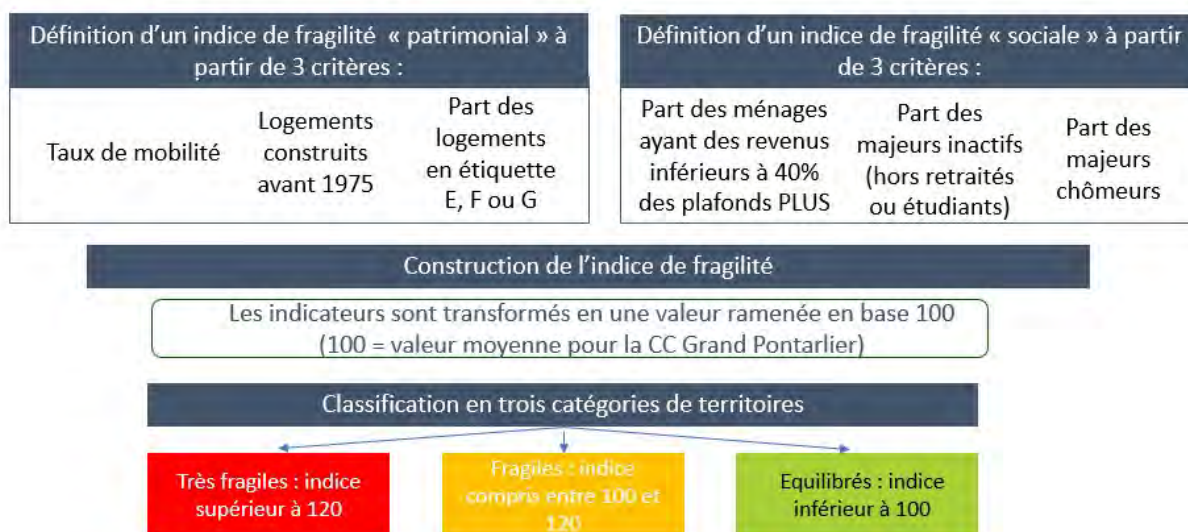 Définition d'un indice de fragilité « patrimonial » à
partir de 3 critères :
Taux de mobilité
Logements
construits
avant 1975
Part des
logements
en étiquette
E, F ou G
Définition d'un indice de fragilité « sociale » à partir
de 3 critères :
Part des ménages
ayant des revenus
inférieurs à 40%
des plafonds PLUS
Part des
majeurs inactifs
(hors retraités
ou étudiants)
Part des
majeurs
chômeurs
Construction de l'indice de fragilité
Les indicateurs sont transformés en une valeur ramenée en base 100
(100 = valeur moyenne pour la CC Grand Pontarlier)
Classification en trois catégories de territoires
Très fragiles : indice
supérieur à 120
Fragiles : indice
compris entre 100 et
120
Equilibrés : indice
inférieur à 100